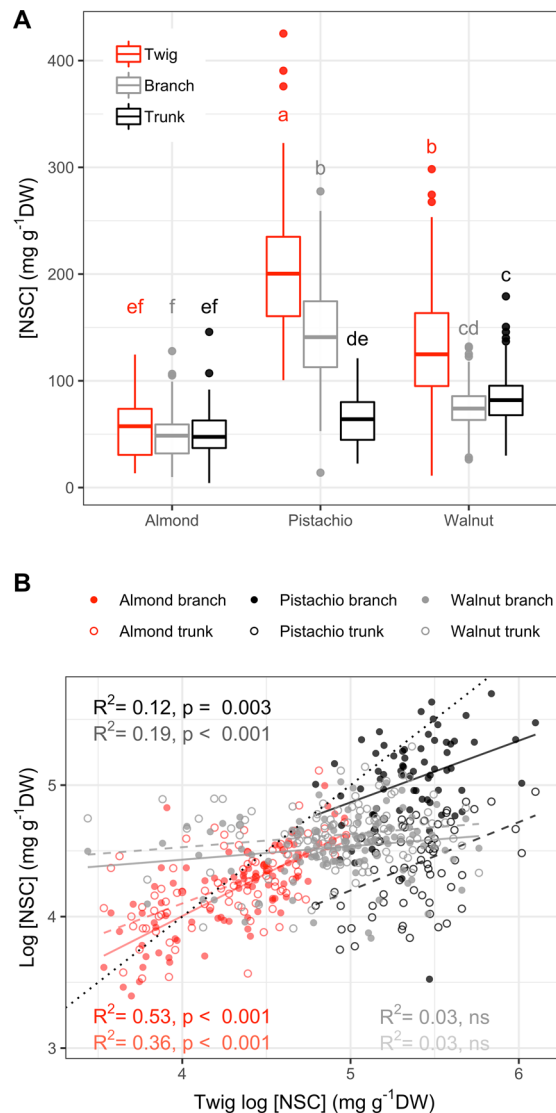 A
400
300
200
100
0
[NSC] (mg g⁻¹DW)
Twig
Branch
Trunk
ef
f
ef
a
b
de
b
cd
c
Almond
Pistachio
Walnut
B
Almond branch
Pistachio branch
Walnut branch
Almond trunk
Pistachio trunk
Walnut trunk
R²= 0.12, p = 0.003
R²= 0.19, p < 0.001
5
4
3
Log [NSC] (mg g⁻¹DW)
R²= 0.53, p < 0.001
R²= 0.03, ns
R²= 0.36, p < 0.001
R²= 0.03, ns
4
5
6
Twig log [NSC] (mg g⁻¹DW)